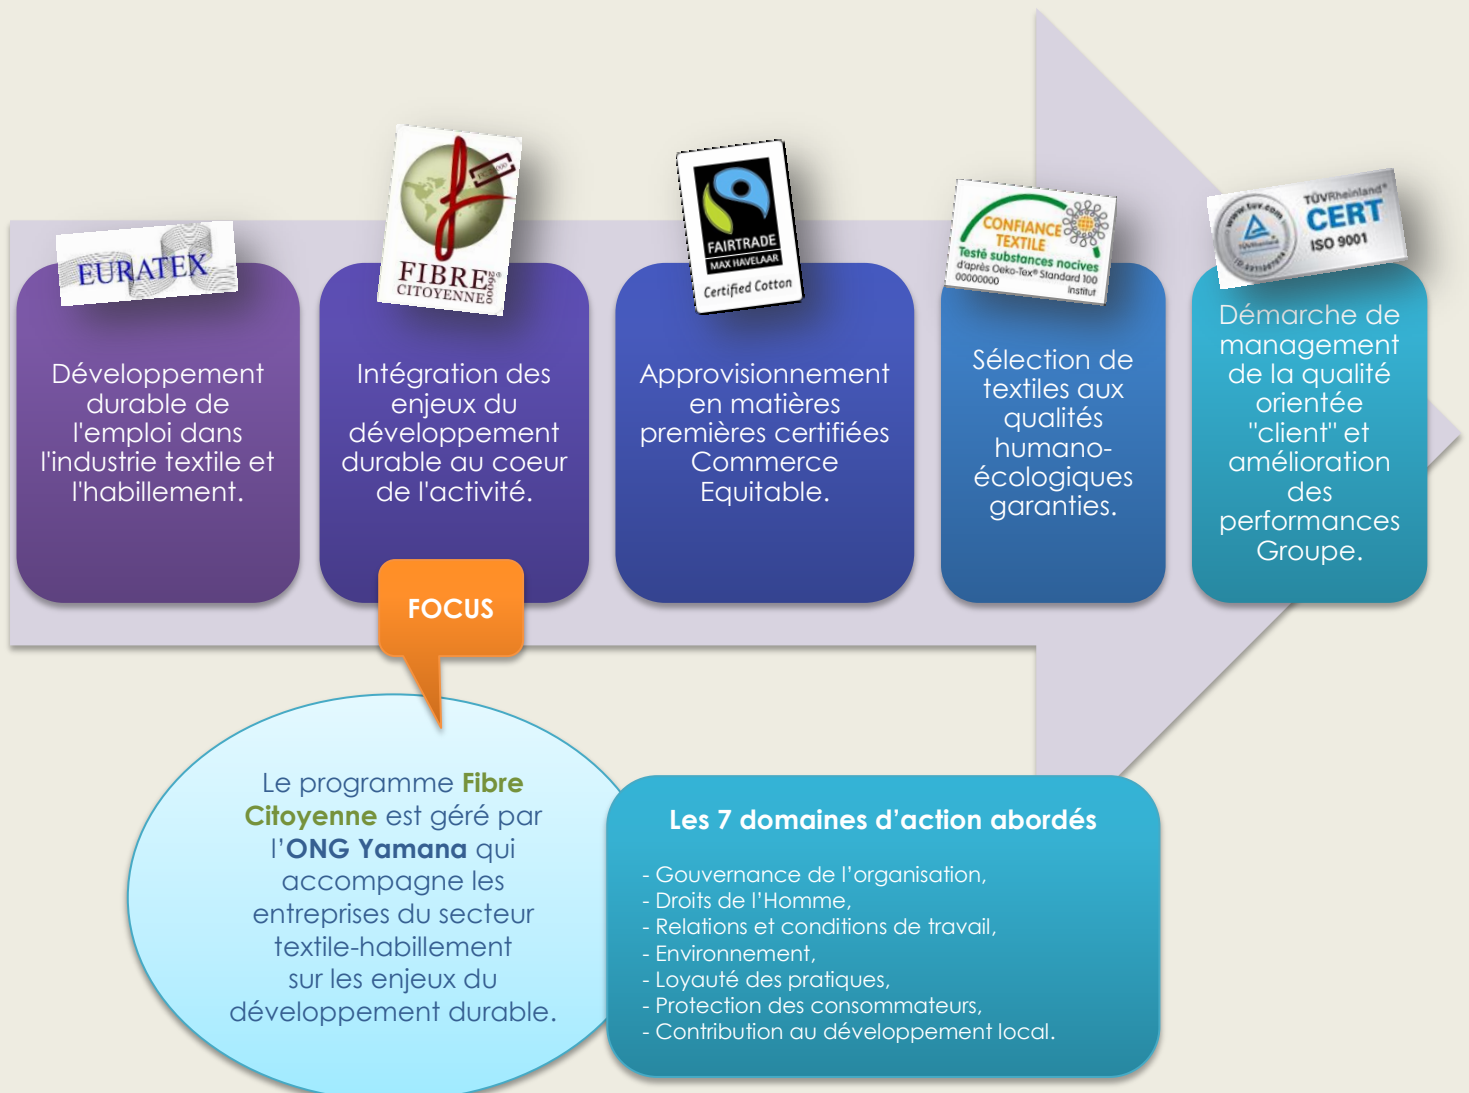 EURATEX
Développement
durable de
l'emploi dans
l'industrie textile et
l'habillement.
FIBRE
CITOYENNE
26000
Intégration des
enjeux du
développement
durable au coeur
de l'activité.
FAIRTRADE
MAX HAVELAAR
Certified Cotton
Approvisionnement
en matières
premières certifiées
Commerce
Equitable.
CONFIANCE
TEXTILE
Testé substances nocives
d'après Oeko-Tex® Standard 100
00000000
Institut
Sélection de
textiles aux
qualités
humano-
écologiques
garanties.
www.tuv.com
TÜVRheinland
TÜVRheinland®
CERT
ISO 9001
Démarche de
management
de la qualité
orientée
"client" et
amélioration
des
performances
Groupe.
FOCUS
Le programme Fibre
Citoyenne est géré par
l’ONG Yamana qui
accompagne les
entreprises du secteur
textile-habillement
sur les enjeux du
développement durable.
Les 7 domaines d’action abordés
- Gouvernance de l’organisation,
- Droits de l’Homme,
- Relations et conditions de travail,
- Environnement,
- Loyauté des pratiques,
- Protection des consommateurs,
- Contribution au développement local.